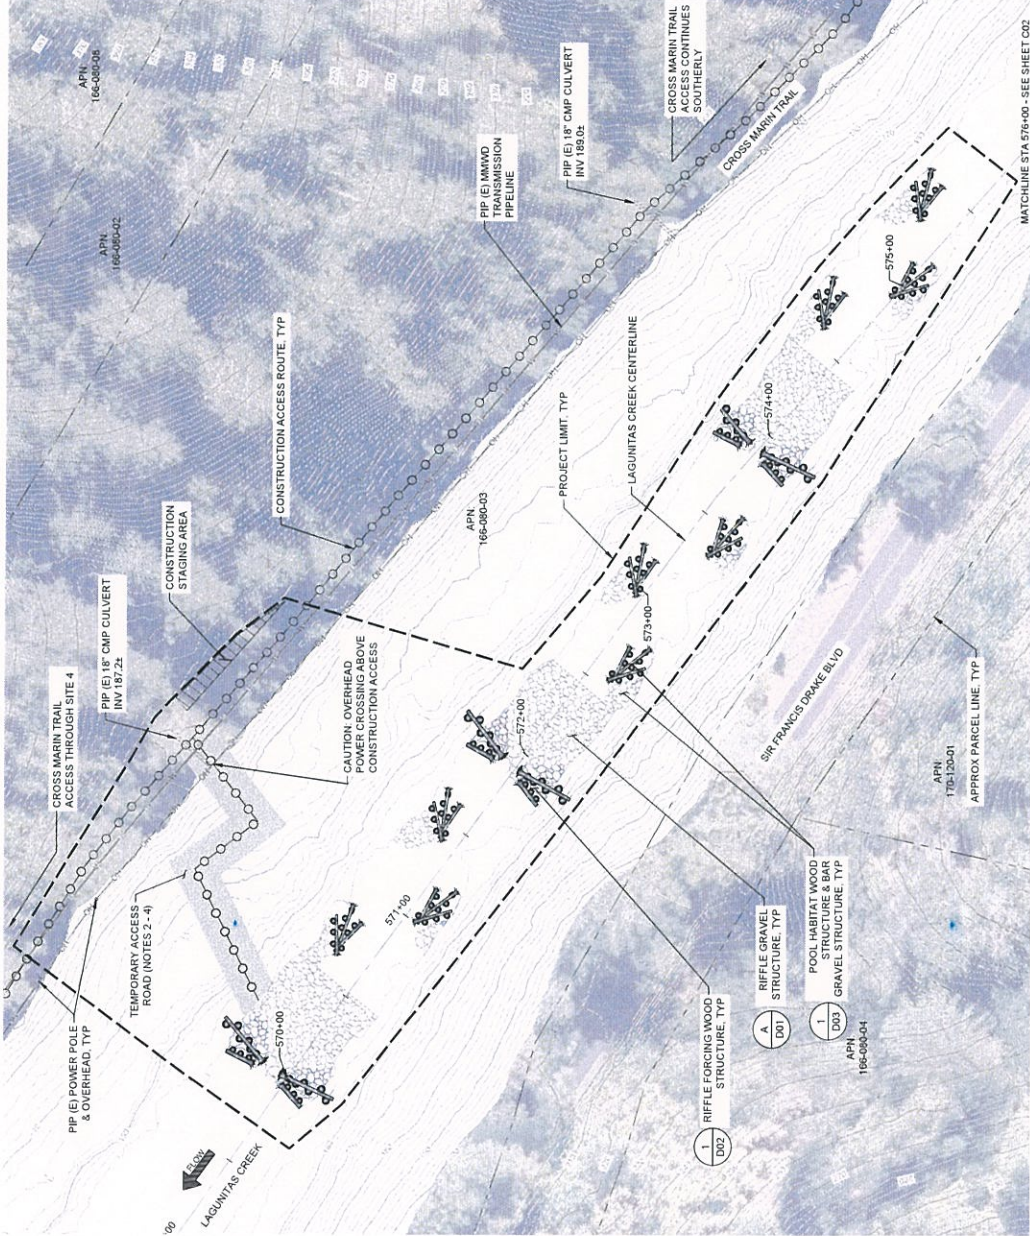 APN
166-080-08
APN
166-080-02
CROSS MARIN TRAIL
ACCESS CONTINUES
SOUTHERLY
PIP (E) 18" CMP CULVERT
INV 189.0±
CROSS MARIN TRAIL
PIP (E) MMWD
TRANSMISSION
PIPELINE
CONSTRUCTION ACCESS ROUTE, TYP
CONSTRUCTION
STAGING AREA
PIP (E) 18" CMP CULVERT
INV 187.2±
CROSS MARIN TRAIL
ACCESS THROUGH SITE 4
PIP (E) POWER POLE
& OVERHEAD, TYP
TEMPORARY ACCESS
ROAD (NOTES 2 - 4)
CAUTION: OVERHEAD
POWER CROSSING ABOVE
CONSTRUCTION ACCESS
APN
166-080-03
PROJECT LIMIT, TYP
LAGUNITAS CREEK CENTERLINE
570+00
571+00
572+00
573+00
574+00
575+00
MATCHLINE STA 576+00 - SEE SHEET C02
FLOW
LAGUNITAS CREEK
SIR FRANCIS DRAKE BLVD
1
D02
RIFFLE FORCING WOOD
STRUCTURE, TYP
A
D01
RIFFLE GRAVEL
STRUCTURE, TYP
1
D03
POOL HABITAT WOOD
STRUCTURE & BAR
GRAVEL STRUCTURE, TYP
APN
166-080-04
APN
170-120-01
APPROX PARCEL LINE, TYP